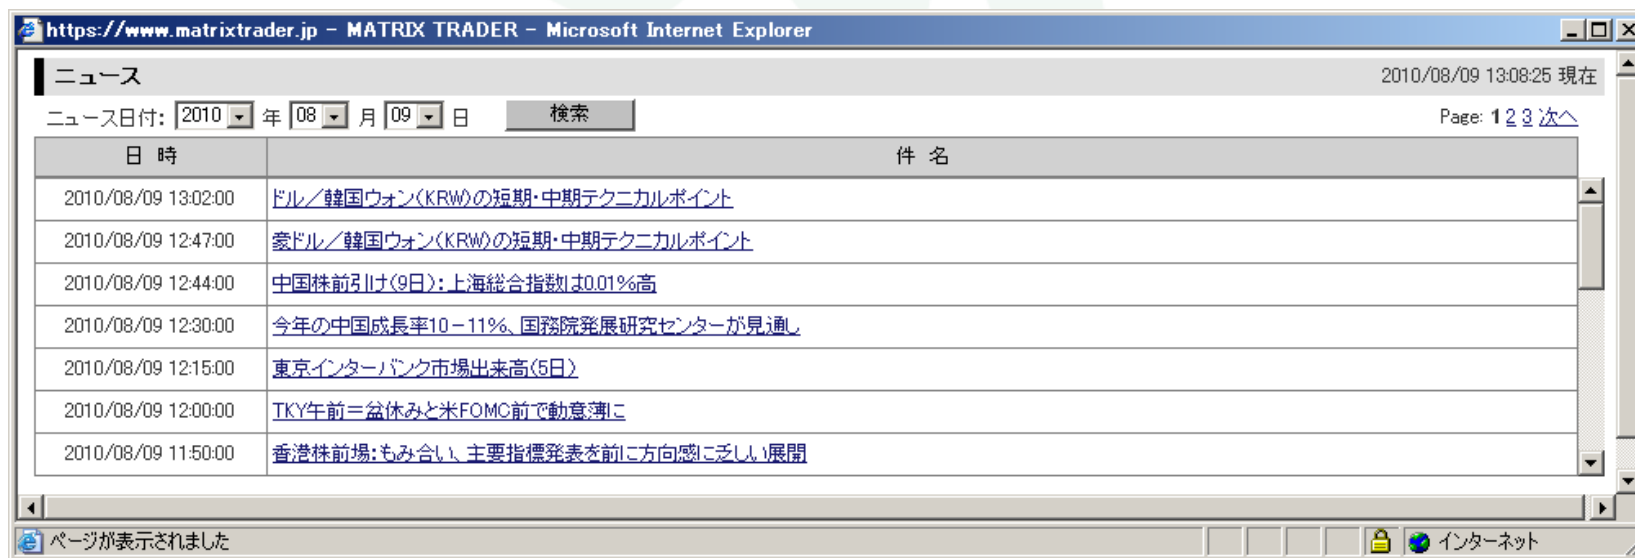 https://www.matrixtrader.jp - MATRIX TRADER - Microsoft Internet Explorer
ニュース 2010/08/09 13:08:25 現在
ニュース日付: 2010 年 08 月 09 日 検索 Page: 1 2 3 次へ
日 時 件 名
2010/08/09 13:02:00 ドル/韓国ウォン(KRW)の短期・中期テクニカルポイント
2010/08/09 12:47:00 豪ドル/韓国ウォン(KRW)の短期・中期テクニカルポイント
2010/08/09 12:44:00 中国株前引け(9日):上海総合指数は0.01%高
2010/08/09 12:30:00 今年の中国成長率10-11%、国務院発展研究センターが見通し
2010/08/09 12:15:00 東京インターバンク市場出来高(5日)
2010/08/09 12:00:00 TKY午前=盆休みと米FOMC前で動意薄に
2010/08/09 11:50:00 香港株前場:もみ合い、主要指標発表を前に方向感に乏しい展開
ページが表示されました インターネット